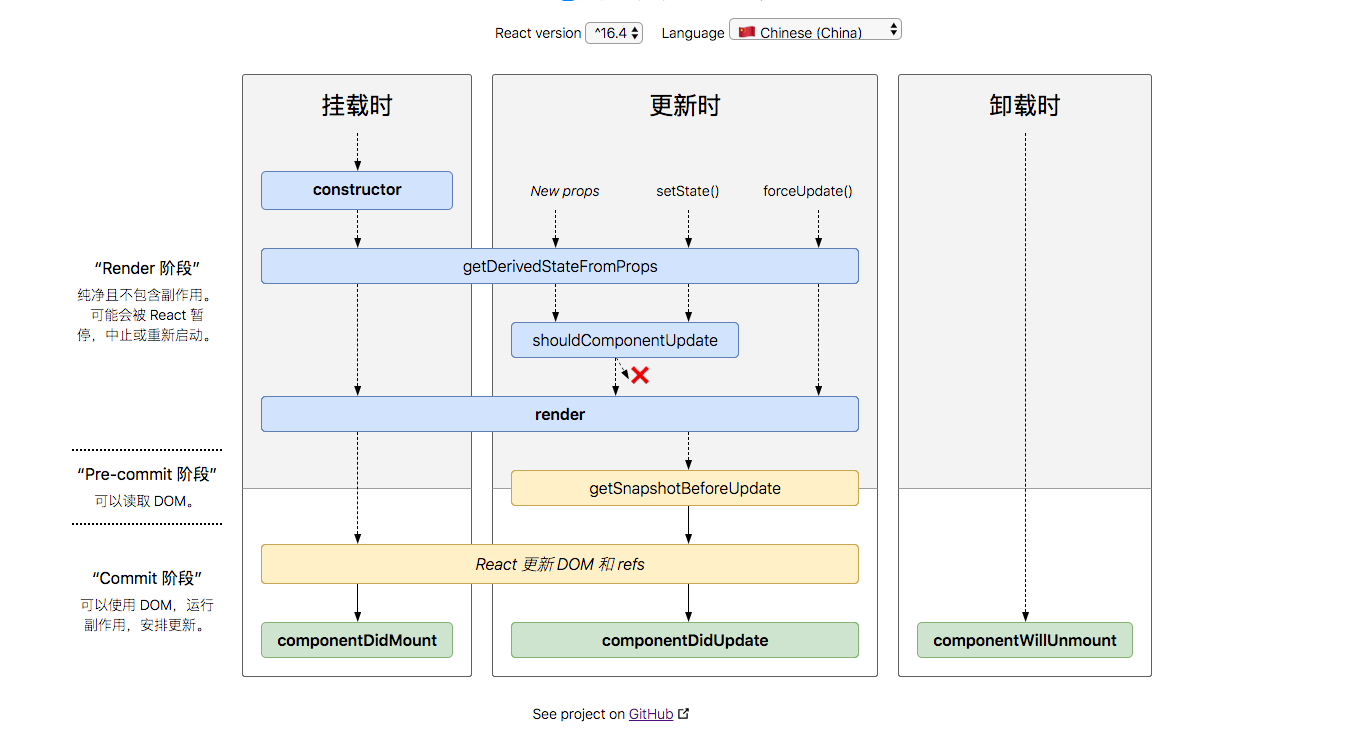 React version ^16.4 Language 🇨🇳 Chinese (China)
挂载时
更新时
卸载时
constructor
New props
setState()
forceUpdate()
“Render 阶段”
纯净且不包含副作用。
可能会被 React 暂
停，中止或重新启动。
getDerivedStateFromProps
shouldComponentUpdate
render
“Pre-commit 阶段”
可以读取 DOM。
getSnapshotBeforeUpdate
“Commit 阶段”
可以使用 DOM，运行
副作用，安排更新。
React 更新 DOM 和 refs
componentDidMount
componentDidUpdate
componentWillUnmount
See project on GitHub